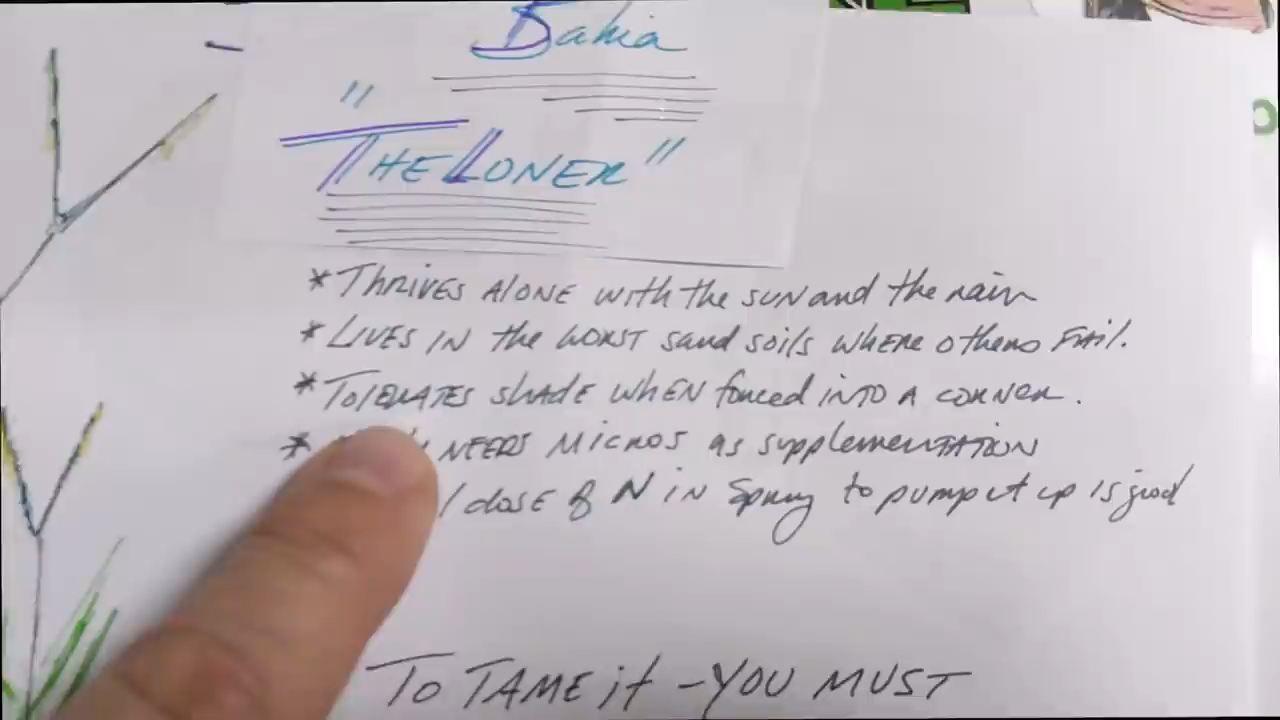 Bahia
"THE LONER"
*THRIVES ALONE with the SUN and the rain
*LIVES IN the WORST sand soils WHERE others FAIL.
*TOlERATES shade WHEN forced into A CORNER.
* NEEDS MICROS as supplementation
dose of N in Spring to pump it up is good
TO TAME it - YOU MUST